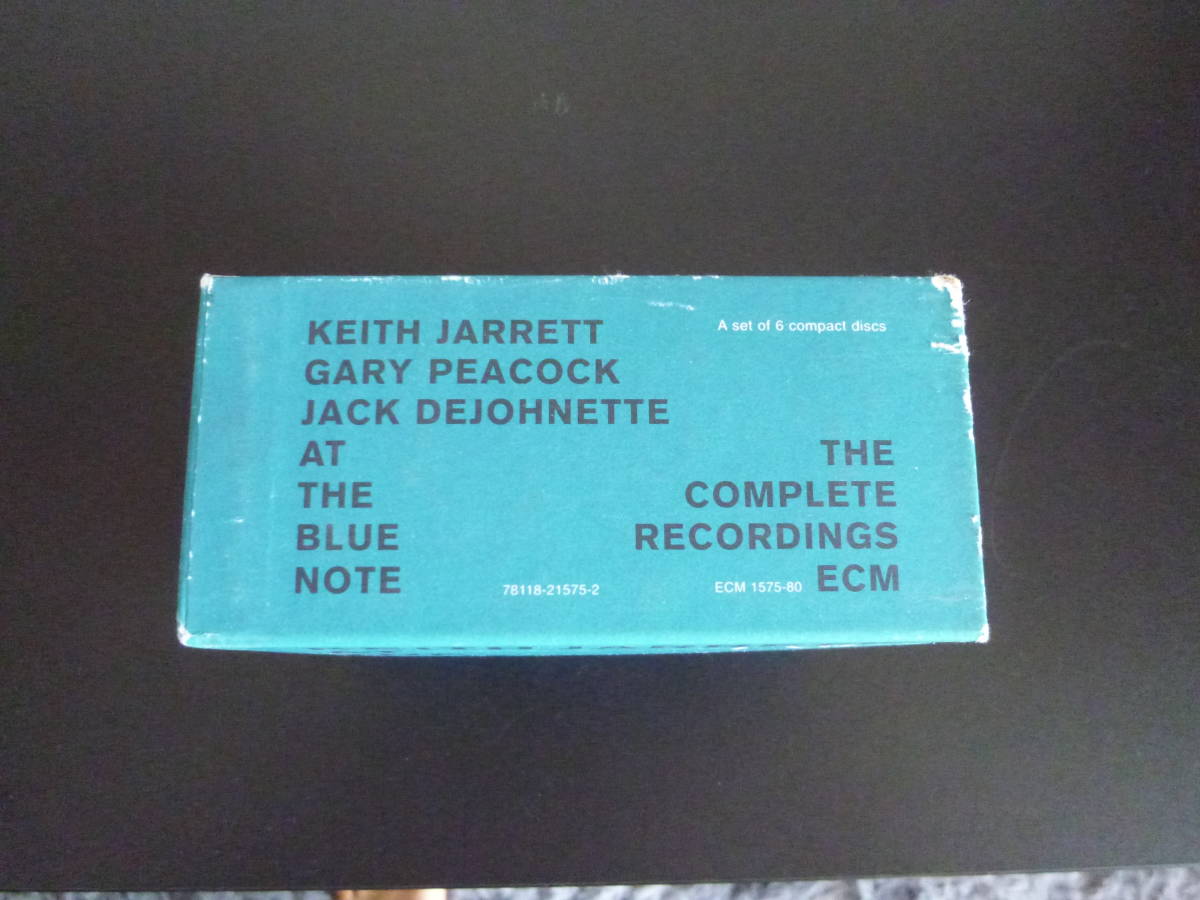 KEITH JARRETT
GARY PEACOCK
JACK DEJOHNETTE
AT
THE
BLUE
NOTE
A set of 6 compact discs
THE
COMPLETE
RECORDINGS
ECM
78118-21575-2
ECM 1575-80